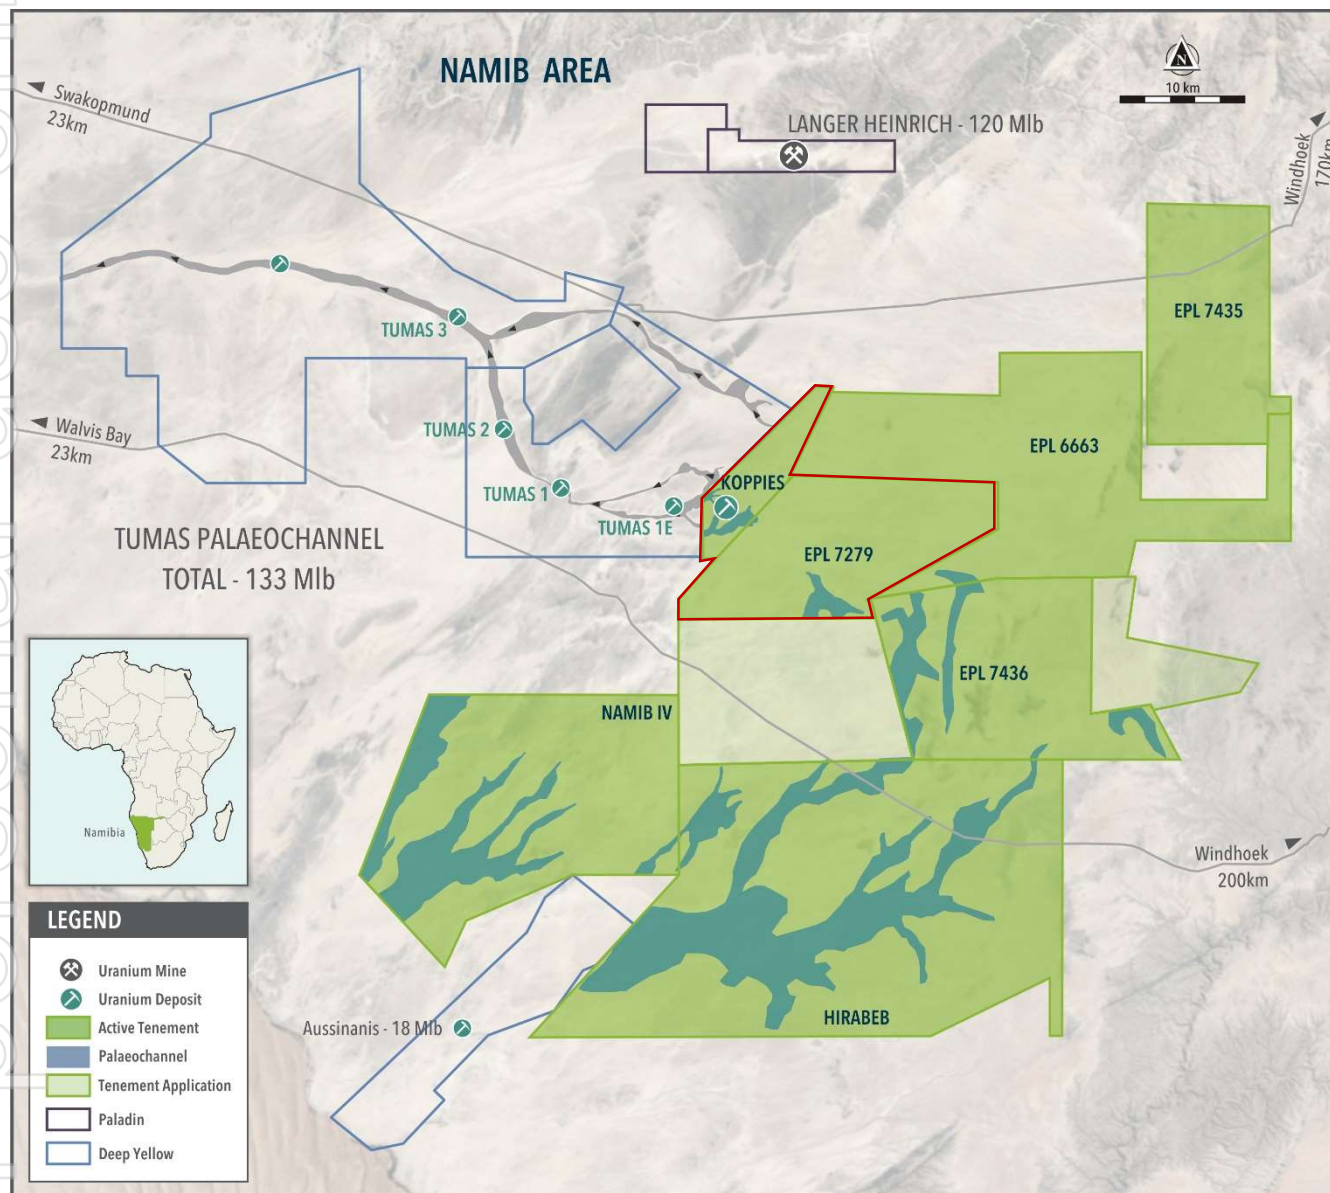 NAMIB AREA
N
10 km
Swakopmund
23km
LANGER HEINRICH - 120 Mlb
Windhoek
170km
EPL 7435
TUMAS 3
EPL 6663
TUMAS 2
Walvis Bay
23km
KOPPIES
TUMAS 1
TUMAS 1E
EPL 7279
TUMAS PALAEOCHANNEL
TOTAL - 133 Mlb
EPL 7436
NAMIB IV
Namibia
Windhoek
200km
LEGEND
Uranium Mine
Uranium Deposit
Active Tenement
Palaeochannel
Tenement Application
Paladin
Deep Yellow
Aussinanis - 18 Mlb
HIRABEB